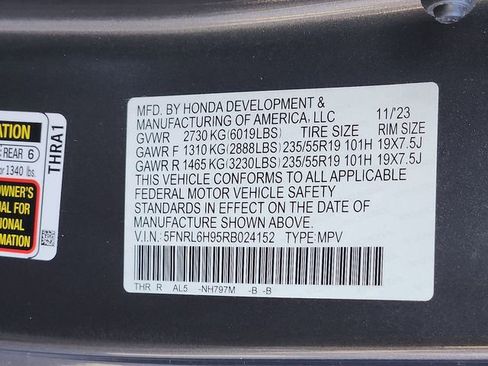 MFD. BY HONDA DEVELOPMENT &
MANUFACTURING OF AMERICA, LLC 11/'23
GVWR 2730 KG (6019LBS) TIRE SIZE RIM SIZE
GAWR F 1310 KG (2888LBS) 235/55R19 101H 19X7.5J
GAWR R 1465 KG (3230LBS) 235/55R19 101H 19X7.5J
THIS VEHICLE CONFORMS TO ALL APPLICABLE
FEDERAL MOTOR VEHICLE SAFETY
STANDARDS IN EFFECT ON THE DATE OF
MANUFACTURE SHOWN ABOVE.
V.I.N.: 5FNRL6H95RB024152 TYPE: MPV
THR R AL5 -NH797M -B -B
ATION
REAR 6
or 1340 lbs.
OWNER'S
AL FOR
IONAL
RMATION
THRA1